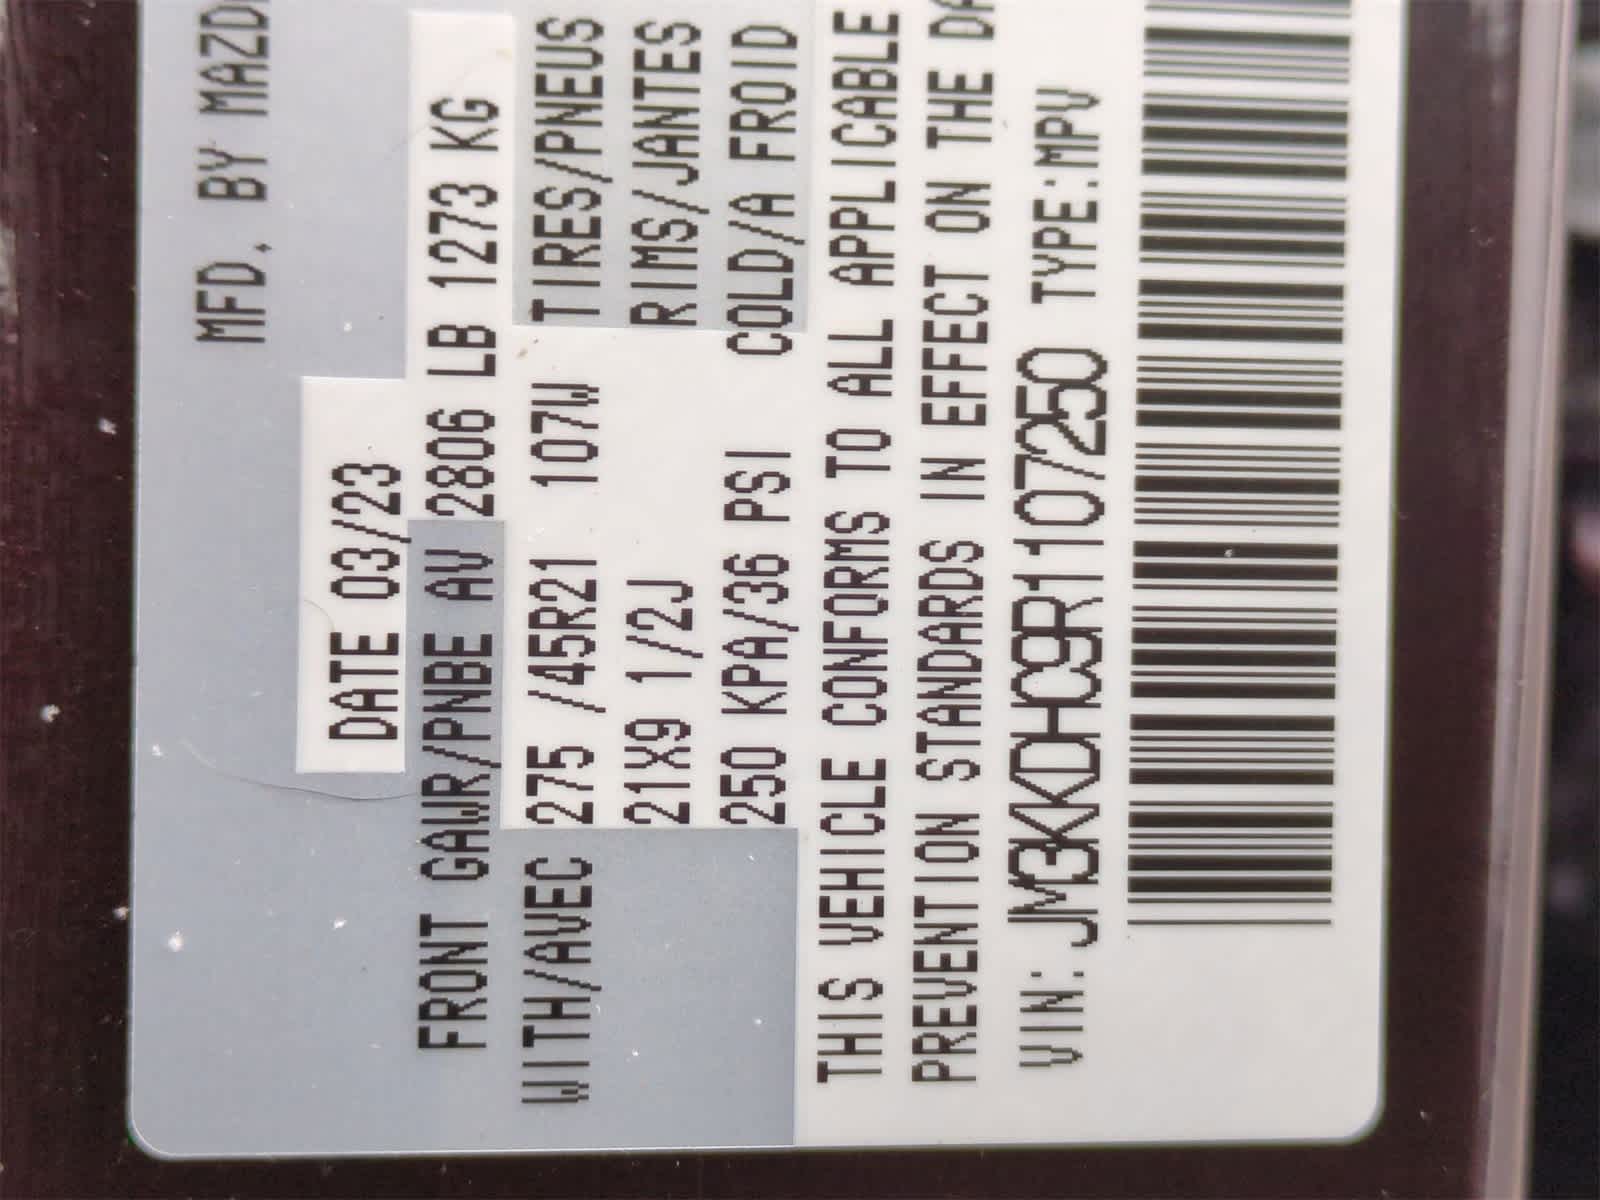 MFD. BY MAZD
DATE 03/23
FRONT GAWR/PNBE AV 2806 LB 1273 KG
WITH/AVEC 275 /45R21 107W TIRES/PNEUS
21X9 1/2J RIMS/JANTES
250 KPA/36 PSI COLD/A FROID
THIS VEHICLE CONFORMS TO ALL APPLICABLE
PREVENTION STANDARDS IN EFFECT ON THE DA
VIN: JM3KKDHC9R1107250 TYPE:MPV